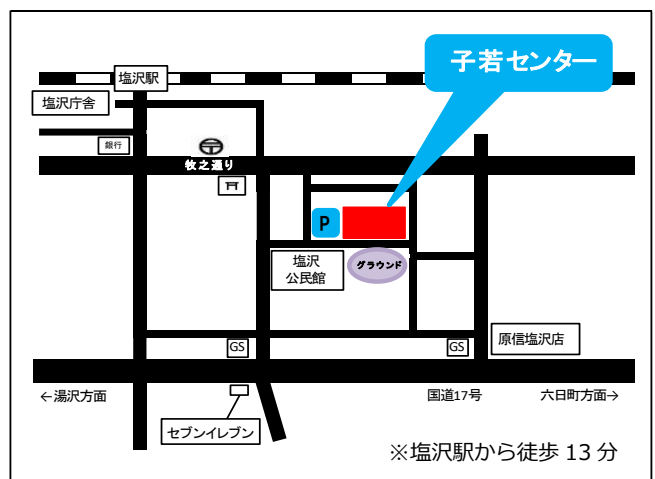 子若センター
塩沢駅
塩沢庁舎
銀行
牧之通り
P
塩沢
公民館
グラウンド
GS
GS
原信塩沢店
←湯沢方面
国道17号
六日町方面→
セブンイレブン
※塩沢駅から徒歩 13 分